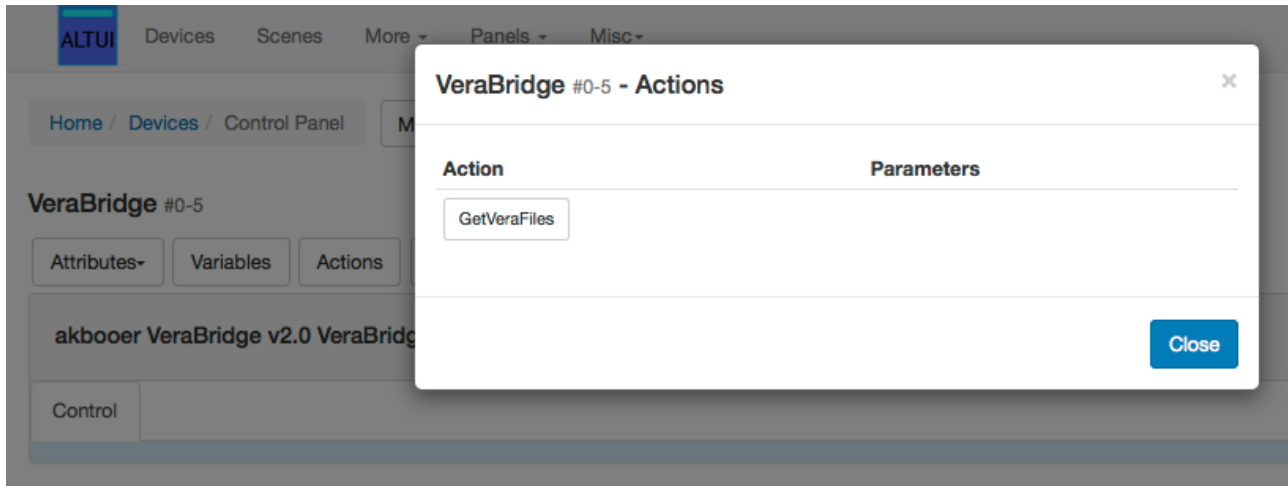 ALTUI Devices Scenes More Panels Misc
VeraBridge #0-5 - Actions
×
Home / Devices / Control Panel
M
Action Parameters
VeraBridge #0-5
GetVeraFiles
Attributes Variables Actions
akbooer VeraBridge v2.0 VeraBridg
Close
Control